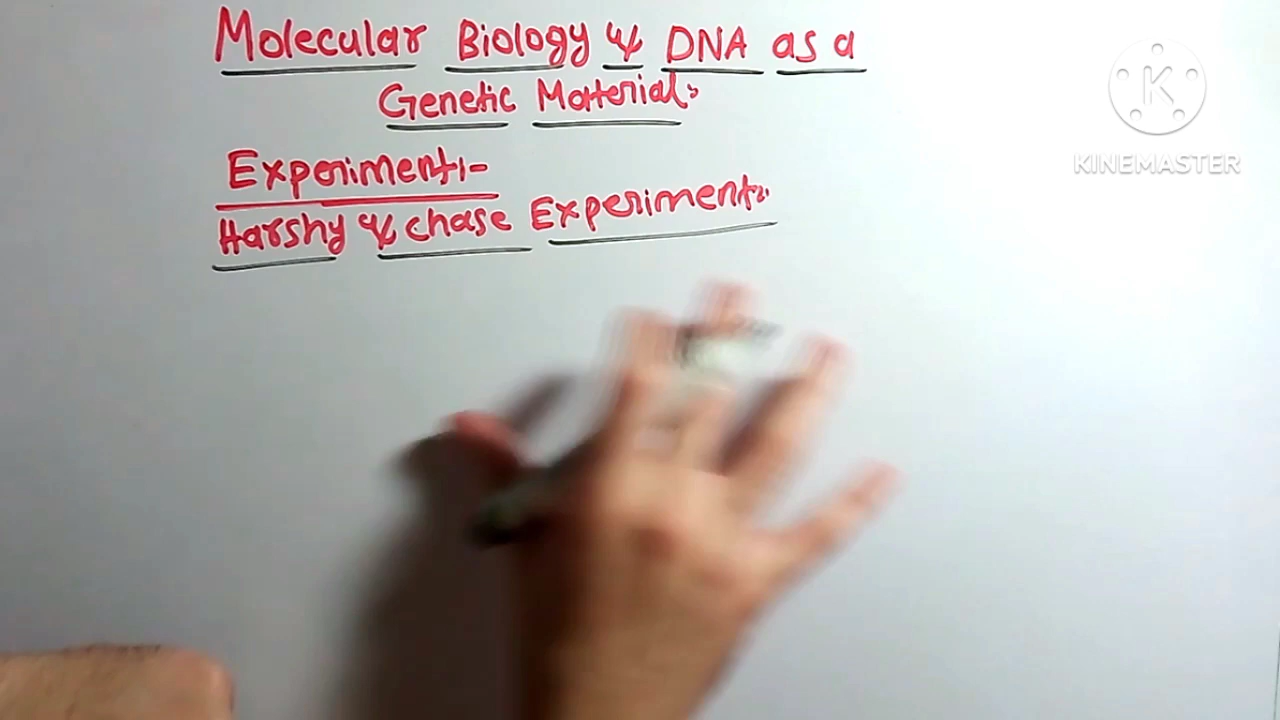 Molecular Biology & DNA as a
Genetic Material:
Experiment:-
Harshy & chase Experiment:
K
KINEMASTER